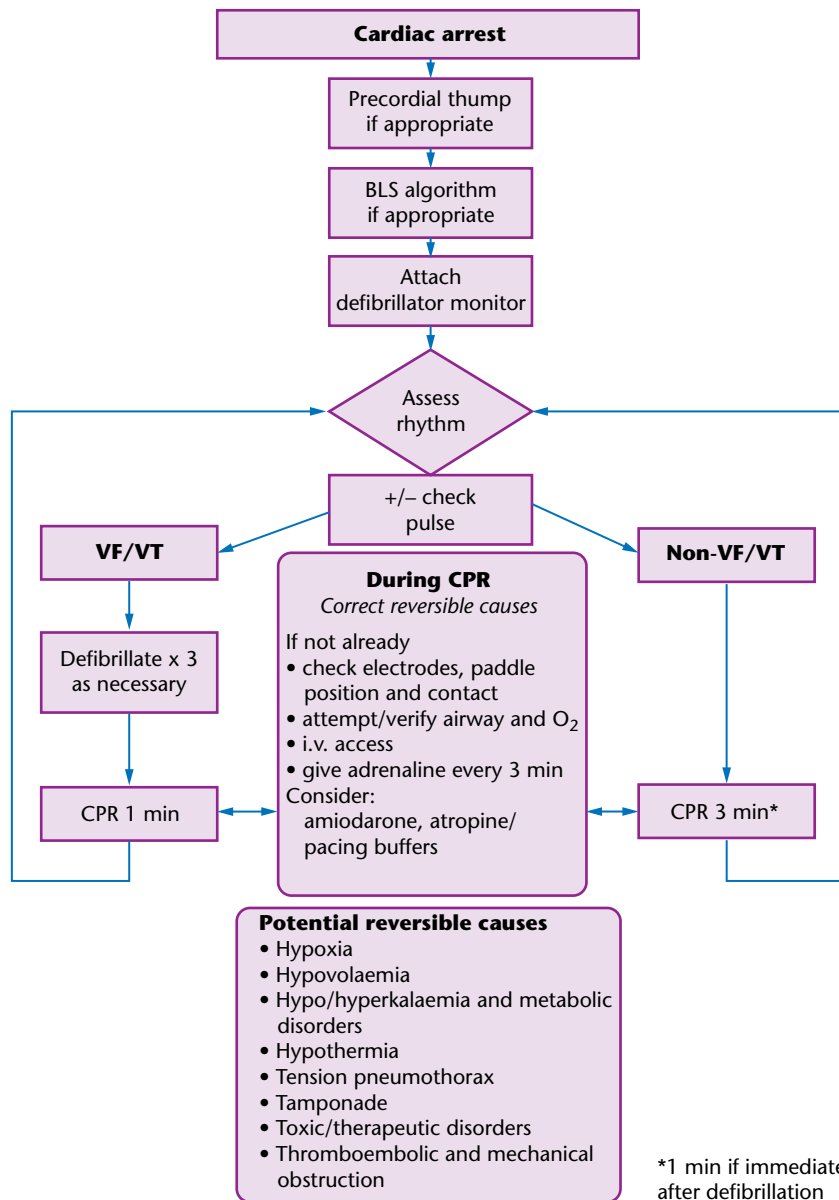 Cardiac arrest
Precordial thump
if appropriate
BLS algorithm
if appropriate
Attach
defibrillator monitor
Assess
rhythm
+/– check
pulse
VF/VT
Non-VF/VT
Defibrillate x 3
as necessary
CPR 1 min
During CPR
Correct reversible causes
If not already
• check electrodes, paddle
position and contact
• attempt/verify airway and O₂
• i.v. access
• give adrenaline every 3 min
Consider:
amiodarone, atropine/
pacing buffers
CPR 3 min*
Potential reversible causes
• Hypoxia
• Hypovolaemia
• Hypo/hyperkalaemia and metabolic
disorders
• Hypothermia
• Tension pneumothorax
• Tamponade
• Toxic/therapeutic disorders
• Thromboembolic and mechanical
obstruction
*1 min if immediate
after defibrillation